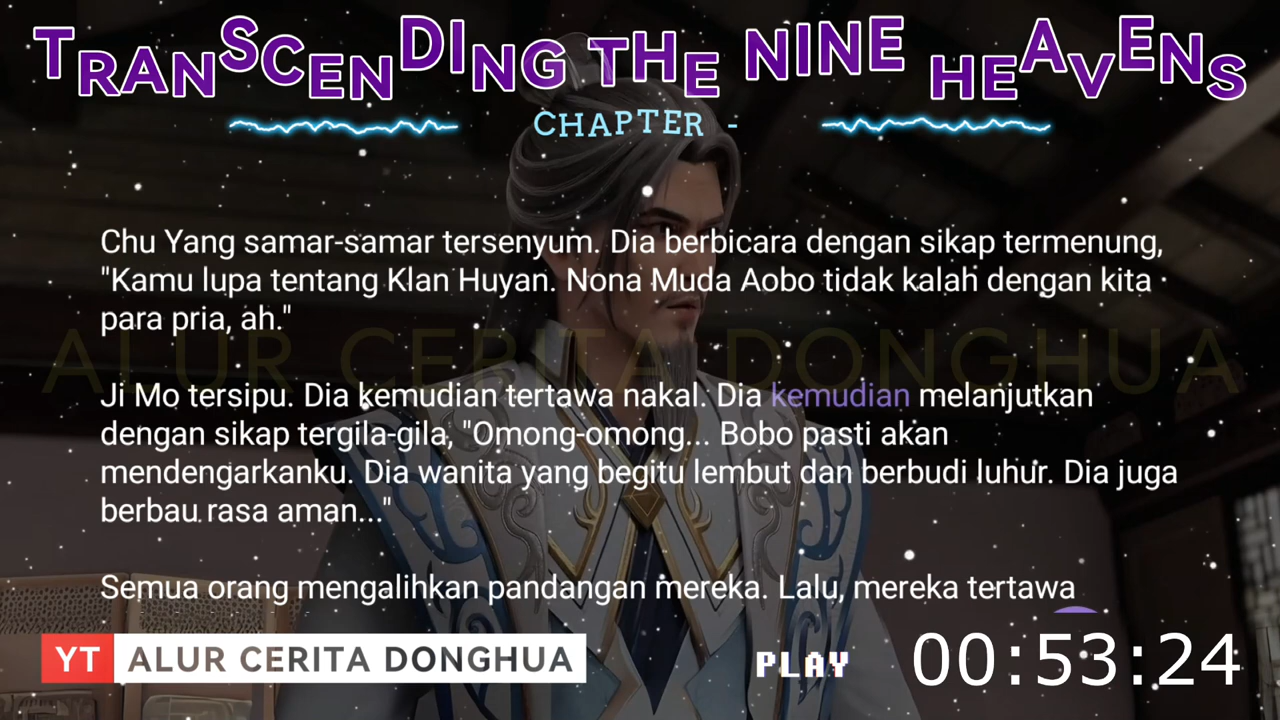 TRANSCENDING THE NINE HEAVENS
CHAPTER -
Chu Yang samar-samar tersenyum. Dia berbicara dengan sikap termenung,
"Kamu lupa tentang Klan Huyan. Nona Muda Aobo tidak kalah dengan kita
para pria, ah."
ALUR CERITA DONGHUA
Ji Mo tersipu. Dia kemudian tertawa nakal. Dia kemudian melanjutkan
dengan sikap tergila-gila, "Omong-omong... Bobo pasti akan
mendengarkanku. Dia wanita yang begitu lembut dan berbudi luhur. Dia juga
berbau rasa aman..."
Semua orang mengalihkan pandangan mereka. Lalu, mereka tertawa
YT ALUR CERITA DONGHUA
PLAY 00:53:24